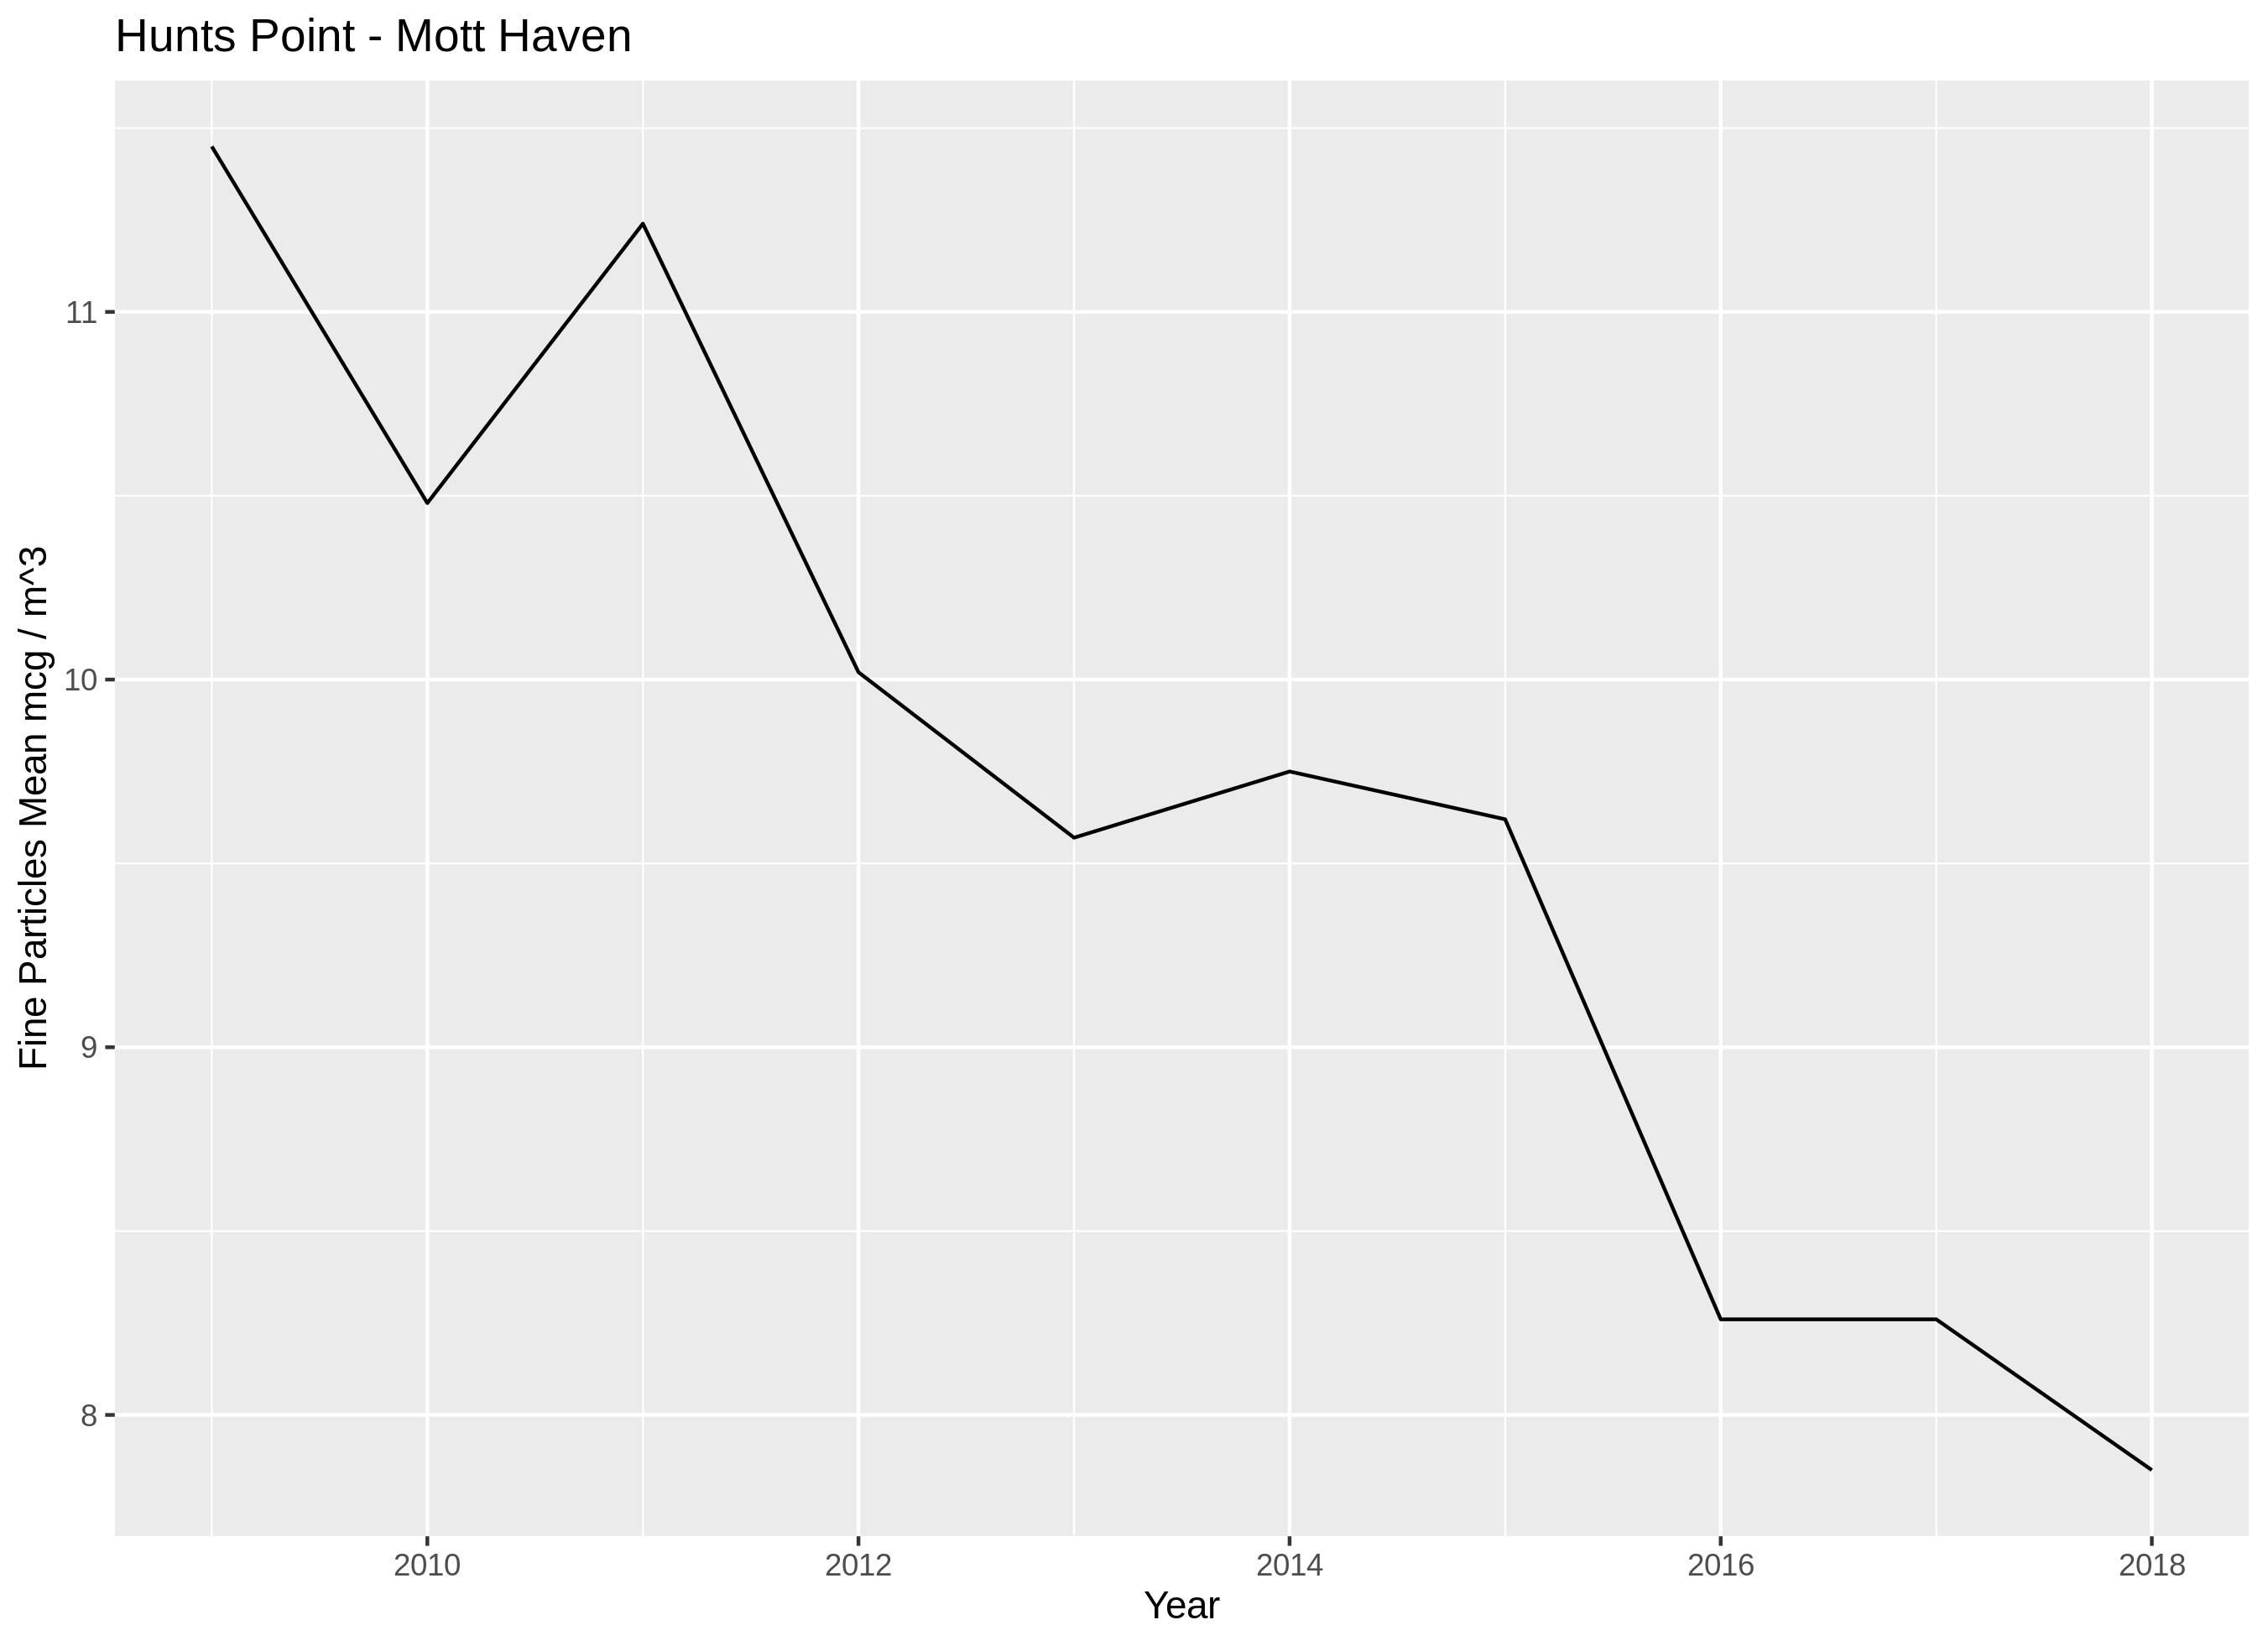 Hunts Point - Mott Haven
Fine Particles Mean mcg / m^3
11
10
9
8
2010 2012 2014 2016 2018
Year